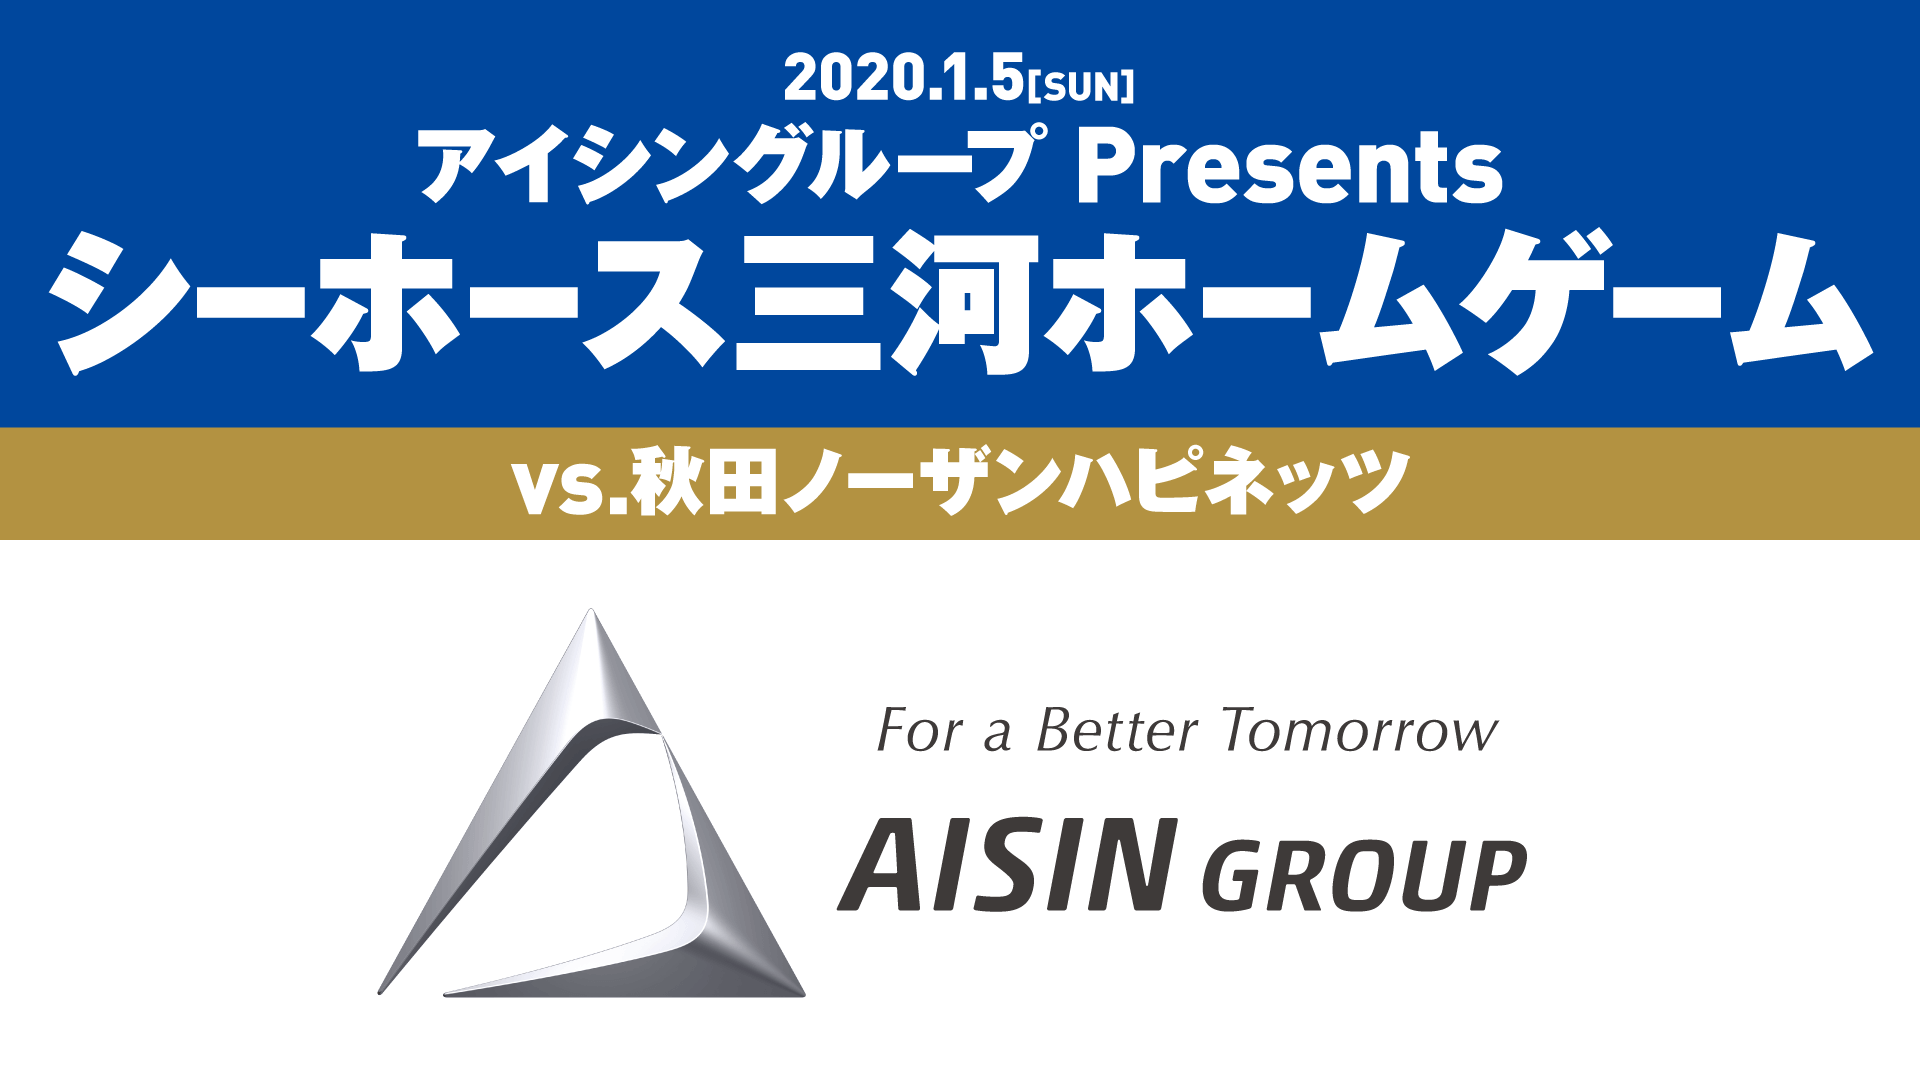 2020.1.5[SUN]
アイシングループ Presents
シーホース三河ホームゲーム
vs.秋田ノーザンハピネッツ
For a Better Tomorrow
AISIN GROUP